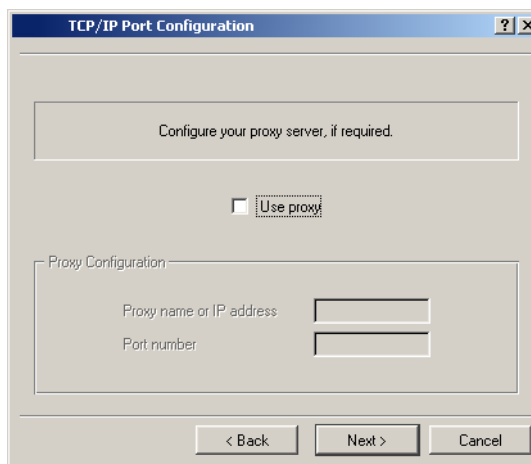 TCP/IP Port Configuration
Configure your proxy server, if required.
Use proxy
Proxy Configuration
Proxy name or IP address
Port number
< Back Next > Cancel